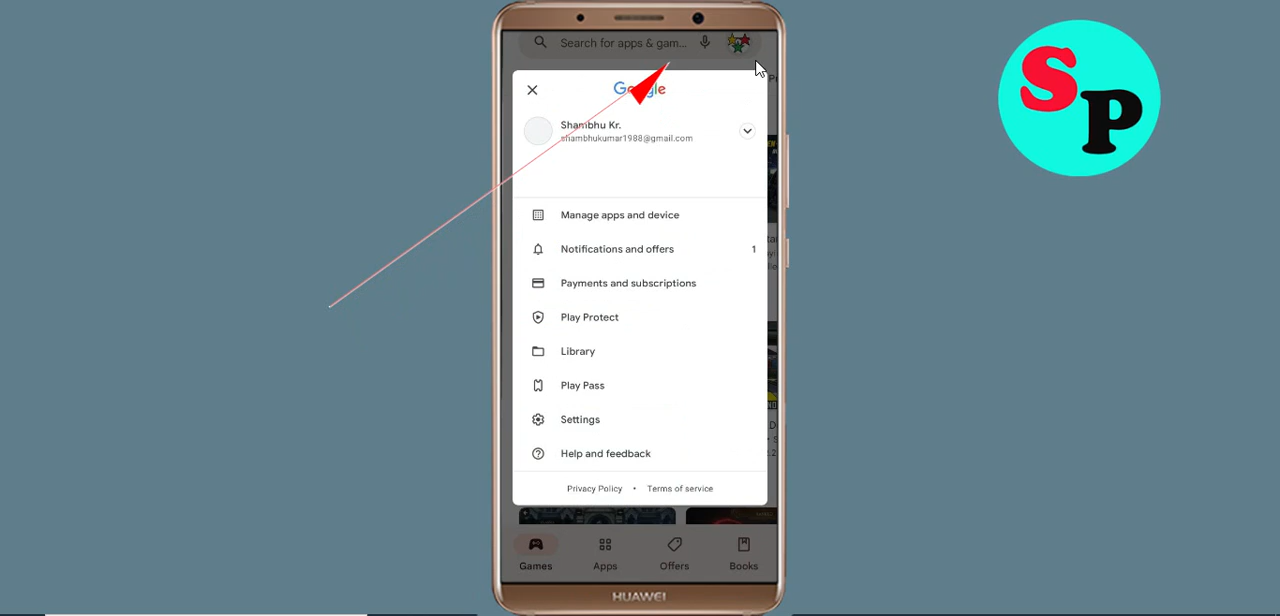 Search for apps & gam...
Google
Shambhu Kr.
shambhukumar1988@gmail.com
Manage apps and device
Notifications and offers 1
Payments and subscriptions
Play Protect
Library
Play Pass
Settings
Help and feedback
Privacy Policy • Terms of service
Games Apps Offers Books
HUAWEI
SP